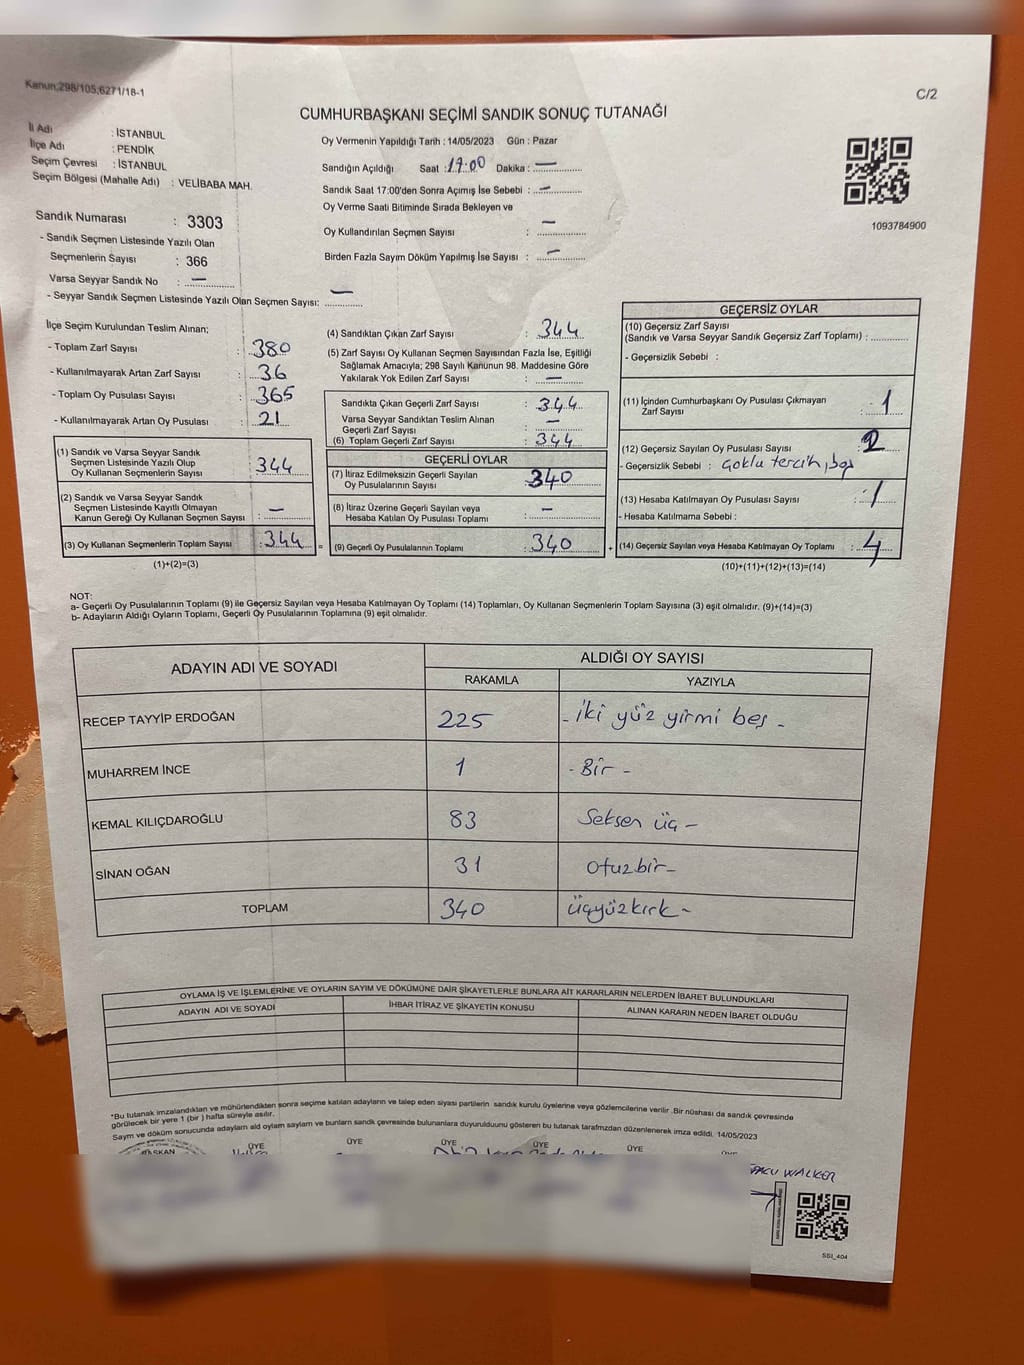 Kanun;298/105;6271/18-1
C/2
CUMHURBAŞKANI SEÇİMİ SANDIK SONUÇ TUTANAĞI
İl Adı : İSTANBUL
İlçe Adı : PENDİK
Seçim Çevresi : İSTANBUL
Seçim Bölgesi (Mahalle Adı) : VELİBABA MAH.
Oy Vermenin Yapıldığı Tarih : 14/05/2023 Gün : Pazar
Sandığın Açıldığı Saat : 17:00 Dakika : —
Sandık Saat 17:00'den Sonra Açımış İse Sebebi : —
Oy Verme Saati Bitiminde Sırada Bekleyen ve
Oy Kullandırılan Seçmen Sayısı : —
Birden Fazla Sayım Döküm Yapılmış İse Sayısı : —
1093784900
Sandık Numarası : 3303
- Sandık Seçmen Listesinde Yazılı Olan
Seçmenlerin Sayısı : 366
Varsa Seyyar Sandık No : —
- Seyyar Sandık Seçmen Listesinde Yazılı Olan Seçmen Sayısı: —
İlçe Seçim Kurulundan Teslim Alınan;
- Toplam Zarf Sayısı : 380
- Kullanılmayarak Artan Zarf Sayısı : 36
- Toplam Oy Pusulası Sayısı : 365
- Kullanılmayarak Artan Oy Pusulası : 21
(1) Sandık ve Varsa Seyyar Sandık
Seçmen Listesinde Yazılı Olup
Oy Kullanan Seçmenlerin Sayısı : 344
(2) Sandık ve Varsa Seyyar Sandık
Seçmen Listesinde Kayıtlı Olmayan
Kanun Gereği Oy Kullanan Seçmen Sayısı : —
(3) Oy Kullanan Seçmenlerin Toplam Sayısı : 344
(1)+(2)=(3)
(4) Sandıktan Çıkan Zarf Sayısı : 344
(5) Zarf Sayısı Oy Kullanan Seçmen Sayısından Fazla İse, Eşitliği
Sağlamak Amacıyla; 298 Sayılı Kanunun 98. Maddesine Göre
Yakılarak Yok Edilen Zarf Sayısı : —
Sandıkta Çıkan Geçerli Zarf Sayısı : 344
Varsa Seyyar Sandıktan Teslim Alınan
Geçerli Zarf Sayısı : —
(6) Toplam Geçerli Zarf Sayısı : 344
GEÇERLİ OYLAR
(7) İtiraz Edilmeksizin Geçerli Sayılan
Oy Pusulalarının Sayısı : 340
(8) İtiraz Üzerine Geçerli Sayılan veya
Hesaba Katılan Oy Pusulası Toplamı : —
= (9) Geçerli Oy Pusulalarının Toplamı : 340
GEÇERSİZ OYLAR
(10) Geçersiz Zarf Sayısı
(Sandık ve Varsa Seyyar Sandık Geçersiz Zarf Toplamı) :
- Geçersizlik Sebebi :
(11) İçinden Cumhurbaşkanı Oy Pusulası Çıkmayan
Zarf Sayısı : 1
(12) Geçersiz Sayılan Oy Pusulası Sayısı : 2
- Geçersizlik Sebebi : Çoklu tercih, boş
(13) Hesaba Katılmayan Oy Pusulası Sayısı : 1
- Hesaba Katılmama Sebebi :
+ (14) Geçersiz Sayılan veya Hesaba Katılmayan Oy Toplamı : 4
(10)+(11)+(12)+(13)=(14)
NOT:
a- Geçerli Oy Pusulalarının Toplamı (9) ile Geçersiz Sayılan veya Hesaba Katılmayan Oy Toplamı (14) Toplamları, Oy Kullanan Seçmenlerin Toplam Sayısına (3) eşit olmalıdır. (9)+(14)=(3)
b- Adayların Aldığı Oyların Toplamı, Geçerli Oy Pusulalarının Toplamına (9) eşit olmalıdır.
ADAYIN ADI VE SOYADI
ALDIĞI OY SAYISI
RAKAMLA YAZIYLA
RECEP TAYYİP ERDOĞAN 225 - iki yüz yirmi beş -
MUHARREM İNCE 1 - Bir -
KEMAL KILIÇDAROĞLU 83 Seksen üç -
SİNAN OĞAN 31 Otuzbir -
TOPLAM 340 üçyüzkırk -
OYLAMA İŞ VE İŞLEMLERİNE VE OYLARIN SAYIM VE DÖKÜMÜNE DAİR ŞİKAYETLERLE BUNLARA AİT KARARLARIN NELERDEN İBARET BULUNDUKLARI
ADAYIN ADI VE SOYADI İHBAR İTİRAZ VE ŞİKAYETİN KONUSU ALINAN KARARIN NEDEN İBARET OLDUĞU
*Bu tutanak imzalandıktan ve mühürlendikten sonra seçime katılan adayların ve talep eden siyasi partilerin sandık kurulu üyelerine veya gözlemcilerine verilir .Bir nüshası da sandık çevresinde
görülecek bir yere 1 (bir ) hafta süreyle asılır.
Sayım ve döküm sonucunda adayların aldığı oyların sayımı ve bunların sandık çevresinde bulunanlara duyurulduğunu gösteren bu tutanak tarafımızdan düzenlenerek imza edildi. 14/05/2023
BAŞKAN ÜYE ÜYE ÜYE ÜYE ÜYE
WALKER
SSI_404